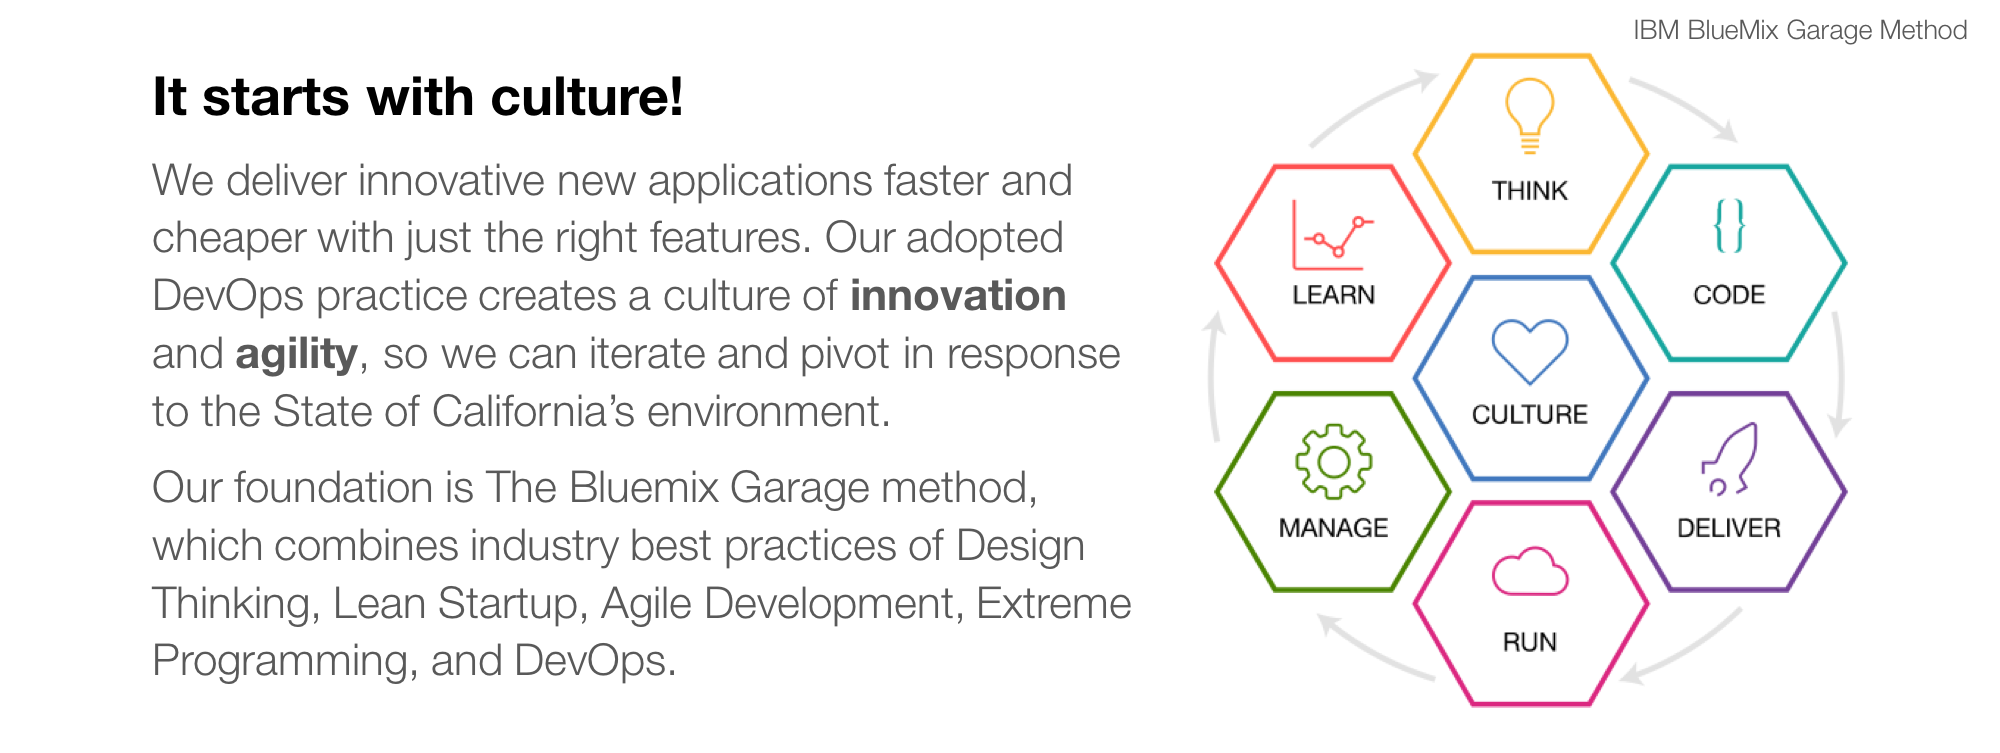 IBM BlueMix Garage Method
It starts with culture!
We deliver innovative new applications faster and
cheaper with just the right features. Our adopted
DevOps practice creates a culture of innovation
and agility, so we can iterate and pivot in response
to the State of California’s environment.
Our foundation is The Bluemix Garage method,
which combines industry best practices of Design
Thinking, Lean Startup, Agile Development, Extreme
Programming, and DevOps.
THINK
CODE
DELIVER
RUN
MANAGE
LEARN
CULTURE